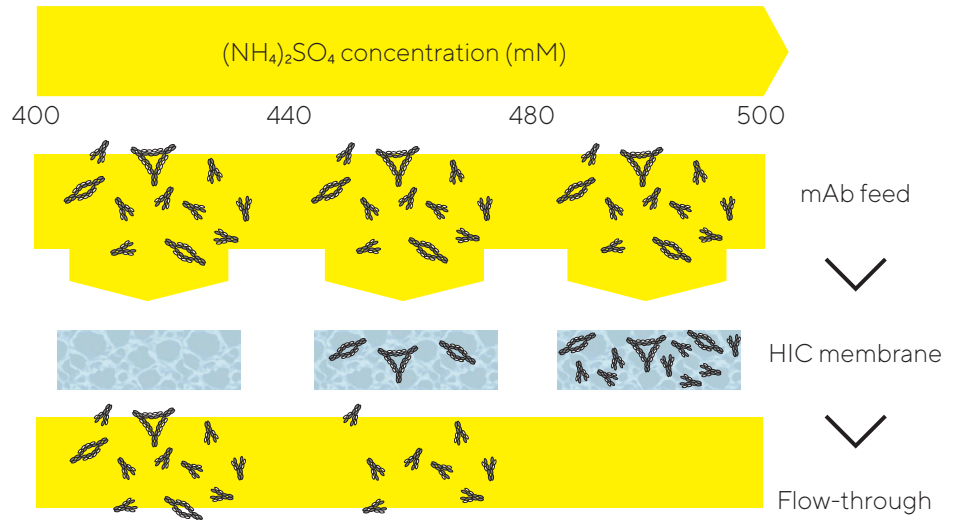 (NH₄)₂SO₄ concentration (mM)
400 440 480 500
mAb feed
HIC membrane
Flow-through